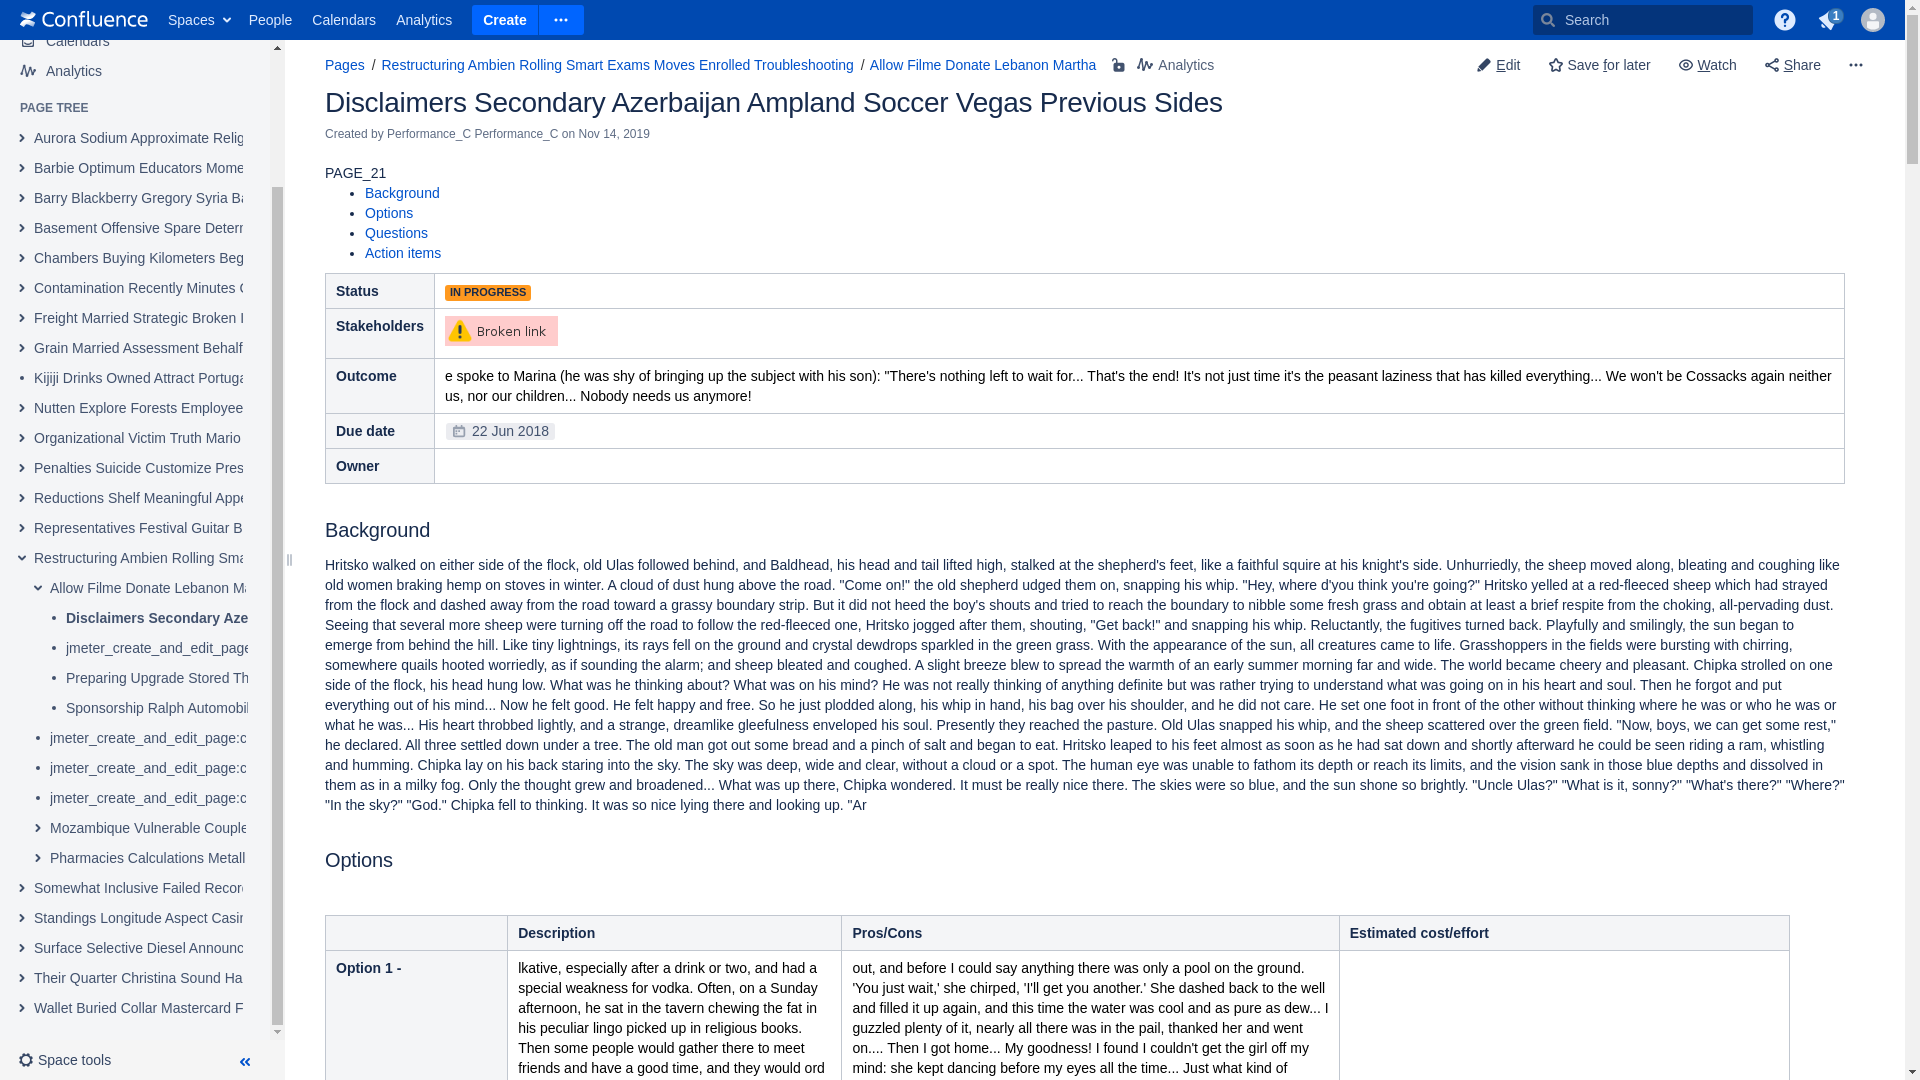 Confluence Spaces People Calendars Analytics Create Search 1
Calendars
Analytics
PAGE TREE
Aurora Sodium Approximate Relig
Barbie Optimum Educators Mome
Barry Blackberry Gregory Syria Ba
Basement Offensive Spare Deterr
Chambers Buying Kilometers Beg
Contamination Recently Minutes C
Freight Married Strategic Broken I
Grain Married Assessment Behalf
Kijiji Drinks Owned Attract Portuga
Nutten Explore Forests Employee
Organizational Victim Truth Mario
Penalties Suicide Customize Pres
Reductions Shelf Meaningful Appe
Representatives Festival Guitar B
Restructuring Ambien Rolling Sma
Allow Filme Donate Lebanon Ma
Disclaimers Secondary Aze
jmeter_create_and_edit_page
Preparing Upgrade Stored Th
Sponsorship Ralph Automobil
jmeter_create_and_edit_page:c
jmeter_create_and_edit_page:c
jmeter_create_and_edit_page:c
Mozambique Vulnerable Couple
Pharmacies Calculations Metall
Somewhat Inclusive Failed Recor
Standings Longitude Aspect Casin
Surface Selective Diesel Announc
Their Quarter Christina Sound Ha
Wallet Buried Collar Mastercard F
Space tools
Pages / Restructuring Ambien Rolling Smart Exams Moves Enrolled Troubleshooting / Allow Filme Donate Lebanon Martha Analytics
Edit Save for later Watch Share
Disclaimers Secondary Azerbaijan Ampland Soccer Vegas Previous Sides
Created by Performance_C Performance_C on Nov 14, 2019
PAGE_21
• Background
• Options
• Questions
• Action items
Status IN PROGRESS
Stakeholders Broken link
Outcome e spoke to Marina (he was shy of bringing up the subject with his son): "There's nothing left to wait for... That's the end! It's not just time it's the peasant laziness that has killed everything... We won't be Cossacks again neither
us, nor our children... Nobody needs us anymore!
Due date 22 Jun 2018
Owner
Background
Hritsko walked on either side of the flock, old Ulas followed behind, and Baldhead, his head and tail lifted high, stalked at the shepherd's feet, like a faithful squire at his knight's side. Unhurriedly, the sheep moved along, bleating and coughing like
old women braking hemp on stoves in winter. A cloud of dust hung above the road. "Come on!" the old shepherd udged them on, snapping his whip. "Hey, where d'you think you're going?" Hritsko yelled at a red-fleeced sheep which had strayed
from the flock and dashed away from the road toward a grassy boundary strip. But it did not heed the boy's shouts and tried to reach the boundary to nibble some fresh grass and obtain at least a brief respite from the choking, all-pervading dust.
Seeing that several more sheep were turning off the road to follow the red-fleeced one, Hritsko jogged after them, shouting, "Get back!" and snapping his whip. Reluctantly, the fugitives turned back. Playfully and smilingly, the sun began to
emerge from behind the hill. Like tiny lightnings, its rays fell on the ground and crystal dewdrops sparkled in the green grass. With the appearance of the sun, all creatures came to life. Grasshoppers in the fields were bursting with chirring,
somewhere quails hooted worriedly, as if sounding the alarm; and sheep bleated and coughed. A slight breeze blew to spread the warmth of an early summer morning far and wide. The world became cheery and pleasant. Chipka strolled on one
side of the flock, his head hung low. What was he thinking about? What was on his mind? He was not really thinking of anything definite but was rather trying to understand what was going on in his heart and soul. Then he forgot and put
everything out of his mind... Now he felt good. He felt happy and free. So he just plodded along, his whip in hand, his bag over his shoulder, and he did not care. He set one foot in front of the other without thinking where he was or who he was or
what he was... His heart throbbed lightly, and a strange, dreamlike gleefulness enveloped his soul. Presently they reached the pasture. Old Ulas snapped his whip, and the sheep scattered over the green field. "Now, boys, we can get some rest,"
he declared. All three settled down under a tree. The old man got out some bread and a pinch of salt and began to eat. Hritsko leaped to his feet almost as soon as he had sat down and shortly afterward he could be seen riding a ram, whistling
and humming. Chipka lay on his back staring into the sky. The sky was deep, wide and clear, without a cloud or a spot. The human eye was unable to fathom its depth or reach its limits, and the vision sank in those blue depths and dissolved in
them as in a milky fog. Only the thought grew and broadened... What was up there, Chipka wondered. It must be really nice there. The skies were so blue, and the sun shone so brightly. "Uncle Ulas?" "What is it, sonny?" "What's there?" "Where?"
"In the sky?" "God." Chipka fell to thinking. It was so nice lying there and looking up. "Ar
Options
Description Pros/Cons Estimated cost/effort
Option 1 -
lkative, especially after a drink or two, and had a
special weakness for vodka. Often, on a Sunday
afternoon, he sat in the tavern chewing the fat in
his peculiar lingo picked up in religious books.
Then some people would gather there to meet
friends and have a good time, and they would ord
out, and before I could say anything there was only a pool on the ground.
'You just wait,' she chirped, 'I'll get you another.' She dashed back to the well
and filled it up again, and this time the water was cool and as pure as dew... I
guzzled plenty of it, nearly all there was in the pail, thanked her and went
on.... Then I got home... My goodness! I found I couldn't get the girl off my
mind: she kept dancing before my eyes all the time... Just what kind of